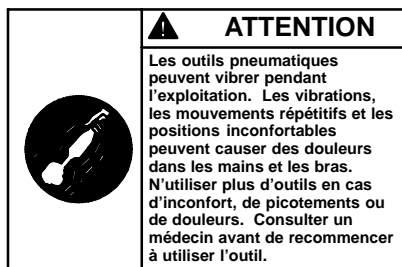 ATTENTION
Les outils pneumatiques
peuvent vibrer pendant
l'exploitation. Les vibrations,
les mouvements répétitifs et les
positions inconfortables
peuvent causer des douleurs
dans les mains et les bras.
N'utiliser plus d'outils en cas
d'inconfort, de picotements ou
de douleurs. Consulter un
médecin avant de recommencer
à utiliser l'outil.